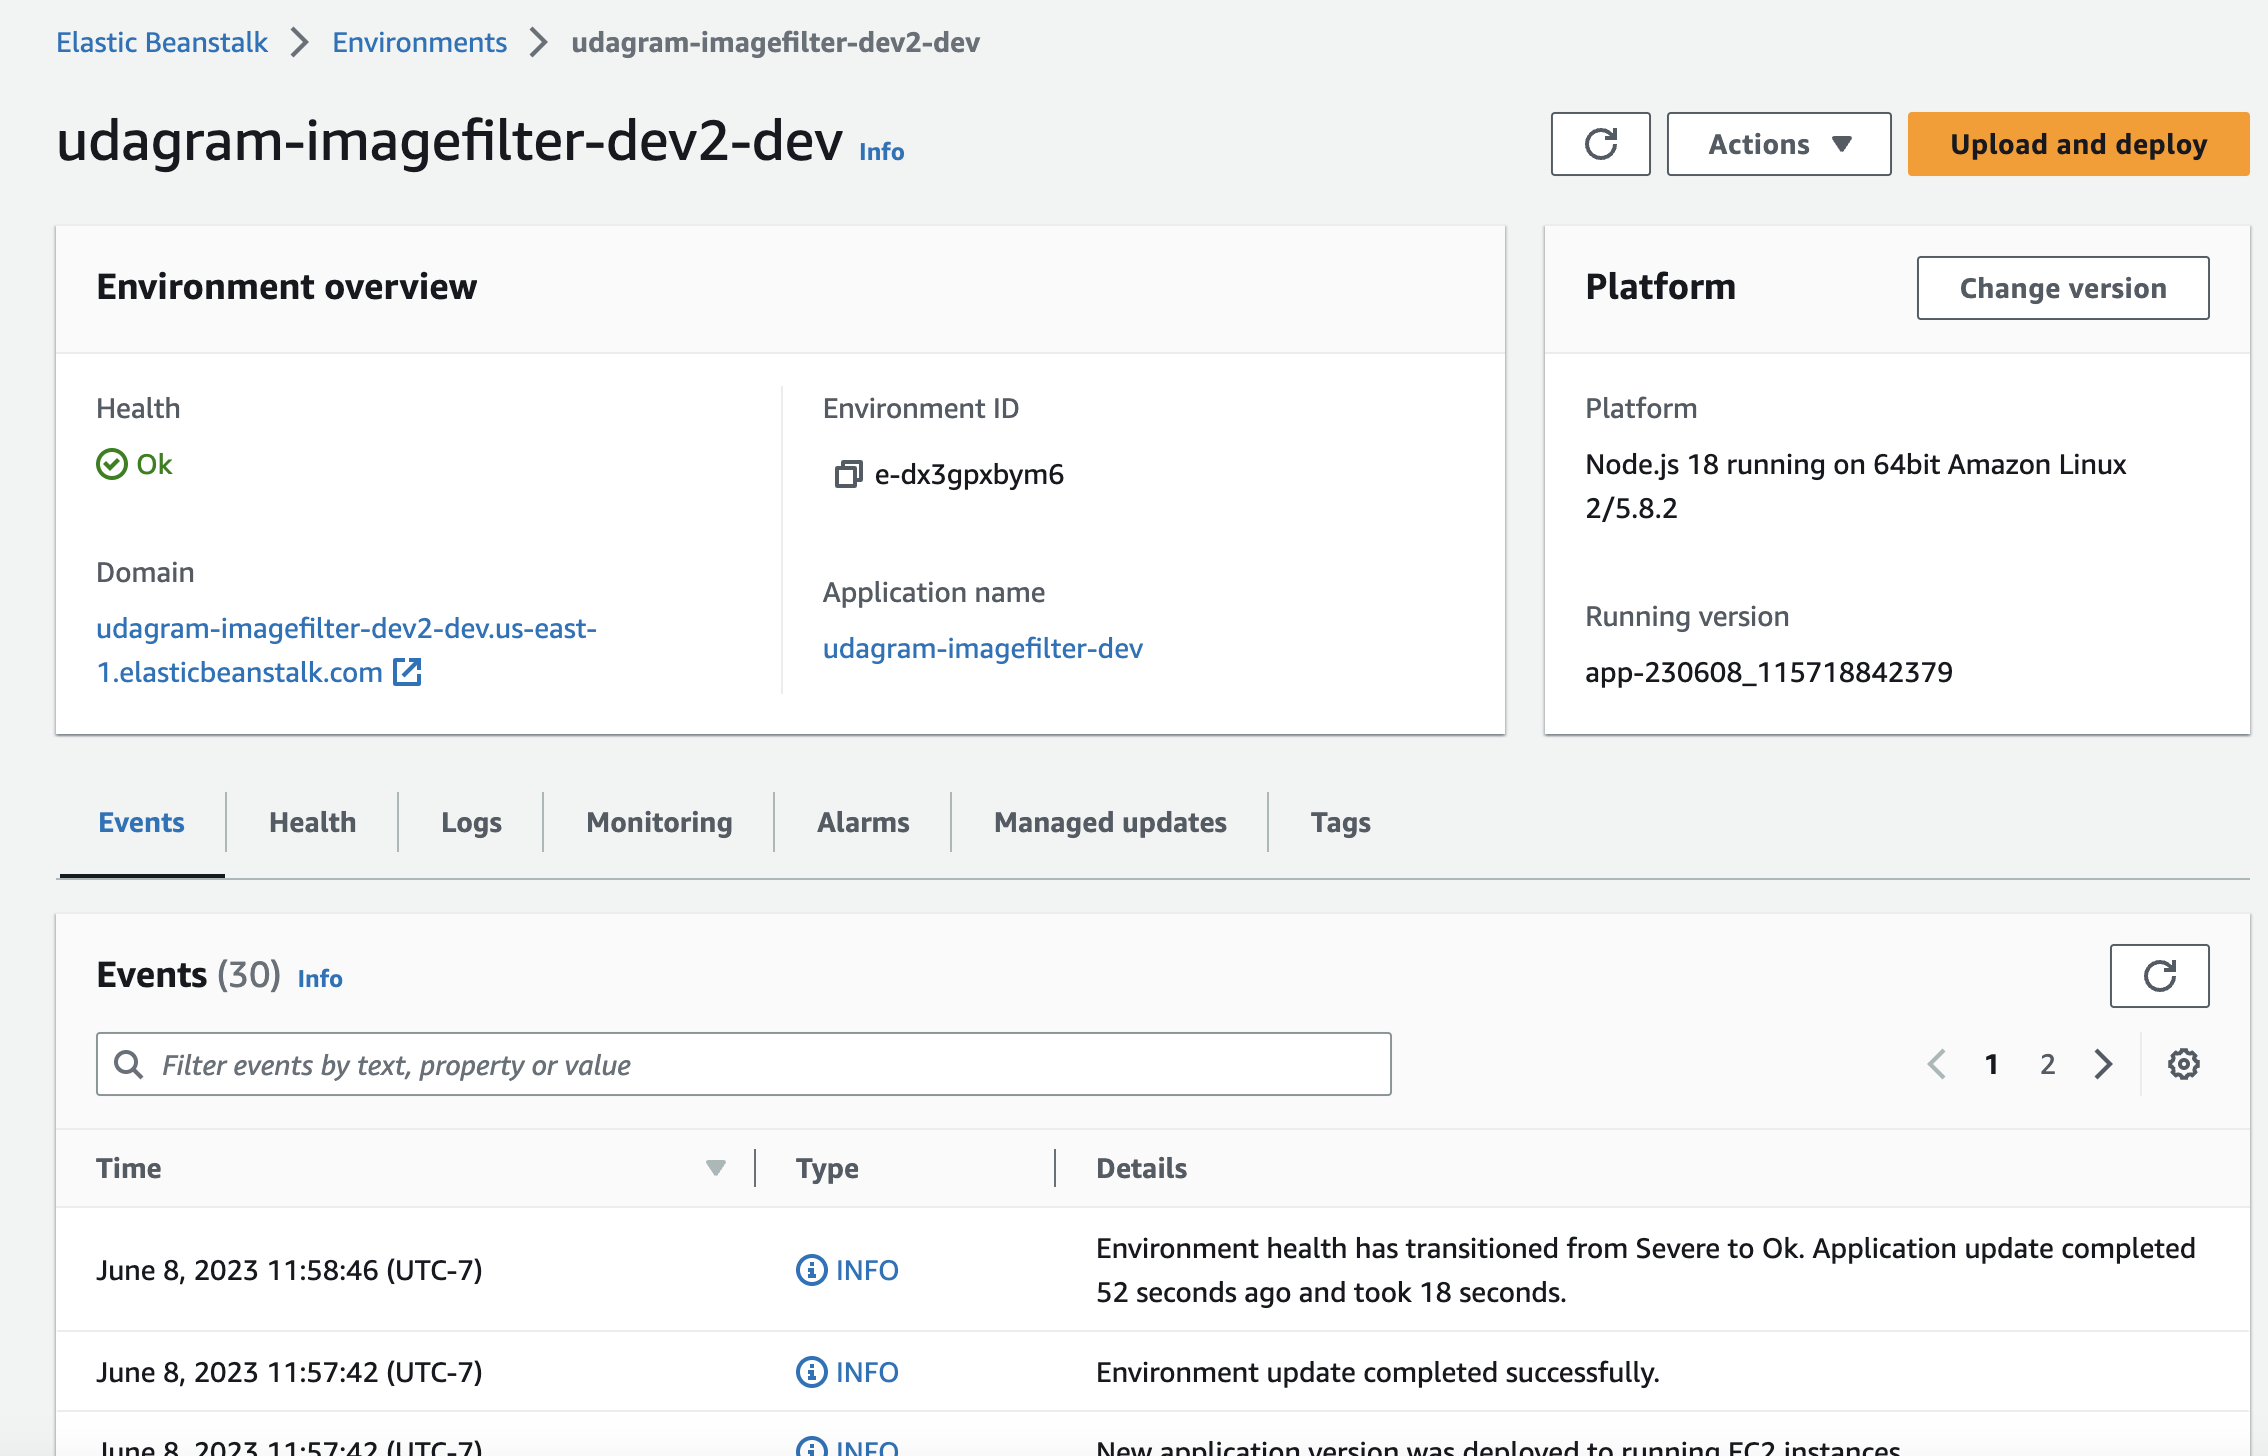 Elastic Beanstalk > Environments > udagram-imagefilter-dev2-dev
udagram-imagefilter-dev2-dev Info
Actions
Upload and deploy
Environment overview
Health
Ok
Domain
udagram-imagefilter-dev2-dev.us-east-
1.elasticbeanstalk.com
Environment ID
e-dx3gpxbym6
Application name
udagram-imagefilter-dev
Platform
Change version
Platform
Node.js 18 running on 64bit Amazon Linux
2/5.8.2
Running version
app-230608_115718842379
Events Health Logs Monitoring Alarms Managed updates Tags
Events (30) Info
Filter events by text, property or value
1 2
Time Type Details
June 8, 2023 11:58:46 (UTC-7) INFO Environment health has transitioned from Severe to Ok. Application update completed
52 seconds ago and took 18 seconds.
June 8, 2023 11:57:42 (UTC-7) INFO Environment update completed successfully.
June 8, 2023 11:57:42 (UTC-7) INFO New application version was deployed to running EC2 instances.